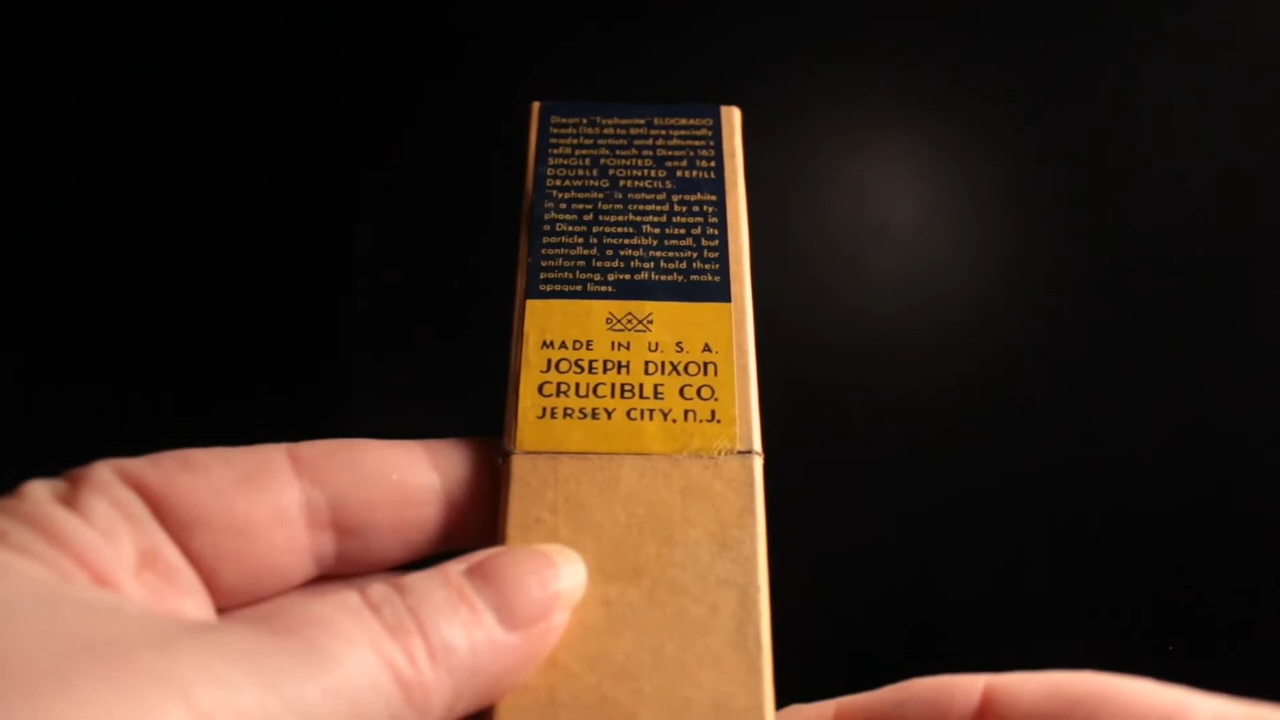 Dixon's "Typhonite" ELDORADO
leads (165 4B to 9H) are specially
made for artists' and draftsmen's
refill pencils, such as Dixon's 163
SINGLE POINTED, and 164
DOUBLE POINTED REFILL
DRAWING PENCILS.
"Typhonite" is natural graphite
in a new form created by a ty-
phoon of superheated steam in
a Dixon process. The size of its
particle is incredibly small, but
controlled, a vital necessity for
uniform leads that hold their
points long, give off freely, make
opaque lines.
DIXON
MADE IN U. S. A.
JOSEPH DIXON
CRUCIBLE CO.
JERSEY CITY, N.J.